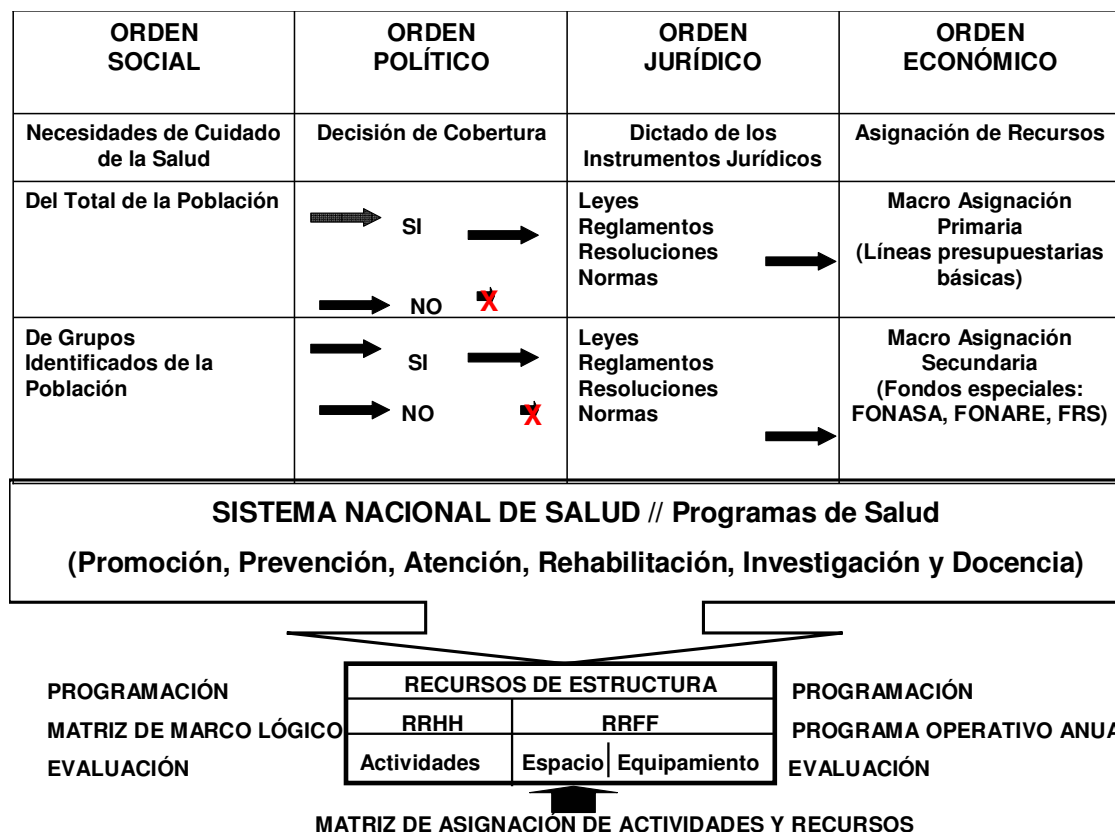 ORDEN
SOCIAL
ORDEN
POLÍTICO
ORDEN
JURÍDICO
ORDEN
ECONÓMICO
Necesidades de Cuidado
de la Salud
Decisión de Cobertura
Dictado de los
Instrumentos Jurídicos
Asignación de Recursos
Del Total de la Población
SI
NO
X
Leyes
Reglamentos
Resoluciones
Normas
Macro Asignación
Primaria
(Líneas presupuestarias
básicas)
De Grupos
Identificados de la
Población
SI
NO
X
Leyes
Reglamentos
Resoluciones
Normas
Macro Asignación
Secundaria
(Fondos especiales:
FONASA, FONARE, FRS)
SISTEMA NACIONAL DE SALUD // Programas de Salud
(Promoción, Prevención, Atención, Rehabilitación, Investigación y Docencia)
PROGRAMACIÓN
MATRIZ DE MARCO LÓGICO
EVALUACIÓN
RECURSOS DE ESTRUCTURA
RRHH
RRFF
Actividades
Espacio
Equipamiento
PROGRAMACIÓN
PROGRAMA OPERATIVO ANUA
EVALUACIÓN
MATRIZ DE ASIGNACIÓN DE ACTIVIDADES Y RECURSOS